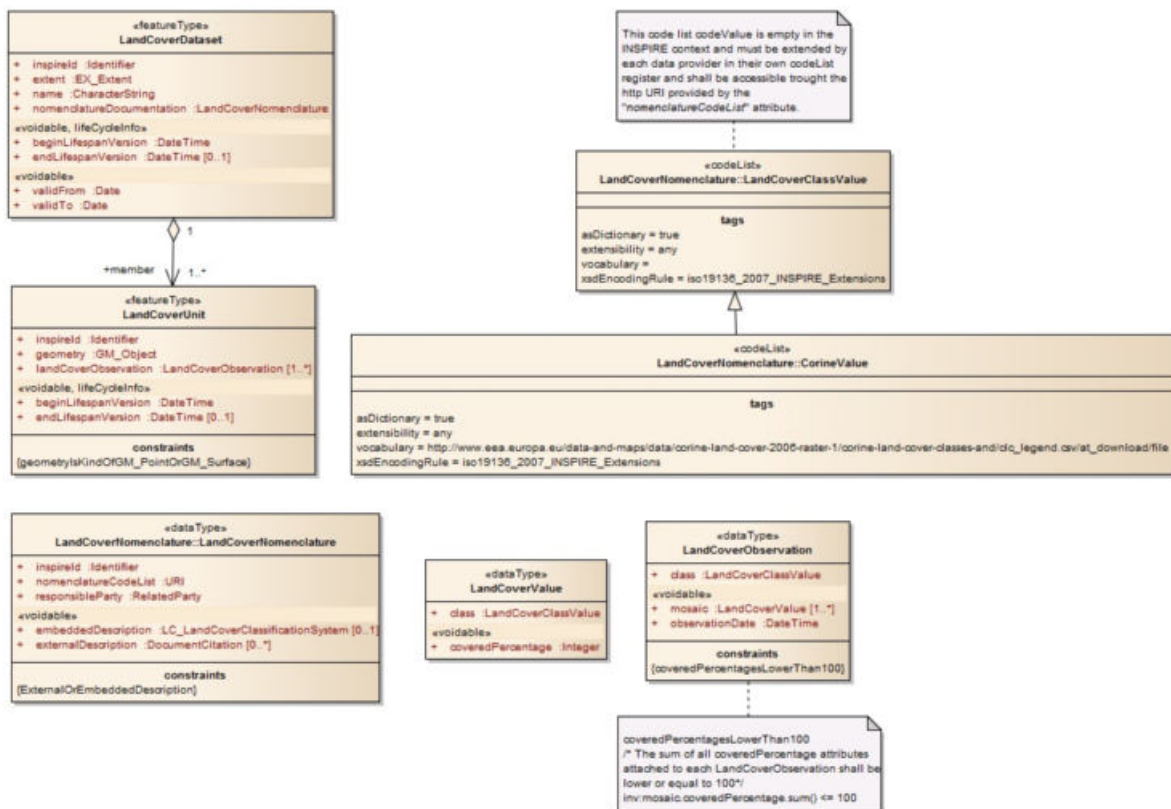 «featureType»
LandCoverDataset
+ inspireId :Identifier
+ extent :EX_Extent
+ name :CharacterString
+ nomenclatureDocumentation :LandCoverNomenclature
«voidable, lifeCycleInfo»
+ beginLifespanVersion :DateTime
+ endLifespanVersion :DateTime [0..1]
«voidable»
+ validFrom :Date
+ validTo :Date
1
+member
1..*
«featureType»
LandCoverUnit
+ inspireId :Identifier
+ geometry :GM_Object
+ landCoverObservation :LandCoverObservation [1..*]
«voidable, lifeCycleInfo»
+ beginLifespanVersion :DateTime
+ endLifespanVersion :DateTime [0..1]
constraints
{geometryIsKindOfGM_PointOrGM_Surface}
This code list codeValue is empty in the
INSPIRE context and must be extended by
each data provider in their own codeList
register and shall be accessible trought the
http URI provided by the
"nomenclatureCodeList" attribute.
«codeList»
LandCoverNomenclature::LandCoverClassValue
tags
asDictionary = true
extensibility = any
vocabulary =
xsdEncodingRule = iso19136_2007_INSPIRE_Extensions
«codeList»
LandCoverNomenclature::CorineValue
tags
asDictionary = true
extensibility = any
vocabulary = http://www.eea.europa.eu/data-and-maps/data/corine-land-cover-2006-raster-1/corine-land-cover-classes-and/clc_legend.csv/at_download/file
xsdEncodingRule = iso19136_2007_INSPIRE_Extensions
«dataType»
LandCoverNomenclature::LandCoverNomenclature
+ inspireId :Identifier
+ nomenclatureCodeList :URI
+ responsibleParty :RelatedParty
«voidable»
+ embeddedDescription :LC_LandCoverClassificationSystem [0..1]
+ externalDescription :DocumentCitation [0..*]
constraints
{ExternalOrEmbeddedDescription}
«dataType»
LandCoverValue
+ class :LandCoverClassValue
«voidable»
+ coveredPercentage :Integer
«dataType»
LandCoverObservation
+ class :LandCoverClassValue
«voidable»
+ mosaic :LandCoverValue [1..*]
+ observationDate :DateTime
constraints
{coveredPercentagesLowerThan100}
coveredPercentagesLowerThan100
/* The sum of all coveredPercentage attributes
attached to each LandCoverObservation shall be
lower or equal to 100*/
inv:mosaic.coveredPercentage.sum() <= 100